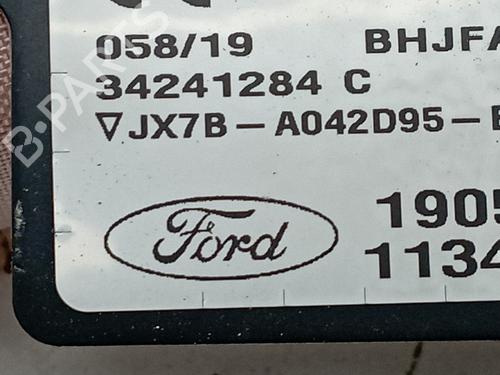 058/19 BHJFA
34241284 C
▽JX7B-A042D95-E
Ford 1905
1134
B-PARTS